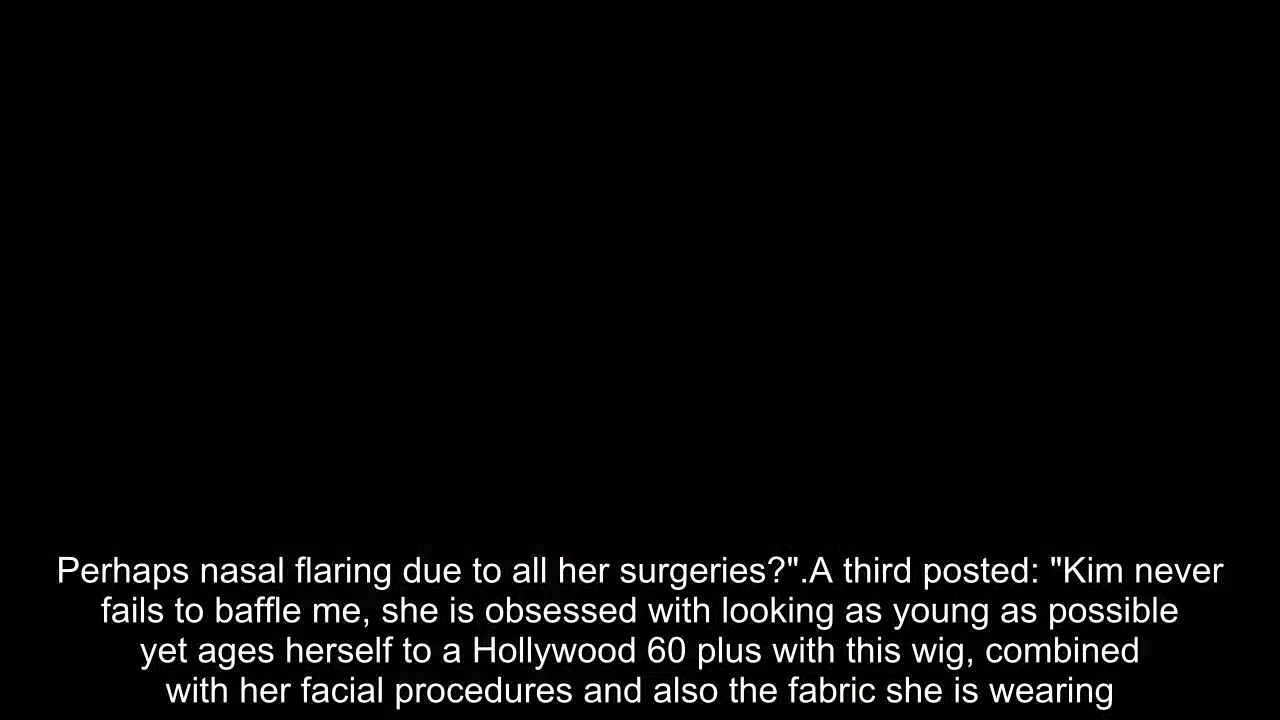 Perhaps nasal flaring due to all her surgeries?".A third posted: "Kim never
fails to baffle me, she is obsessed with looking as young as possible
yet ages herself to a Hollywood 60 plus with this wig, combined
with her facial procedures and also the fabric she is wearing